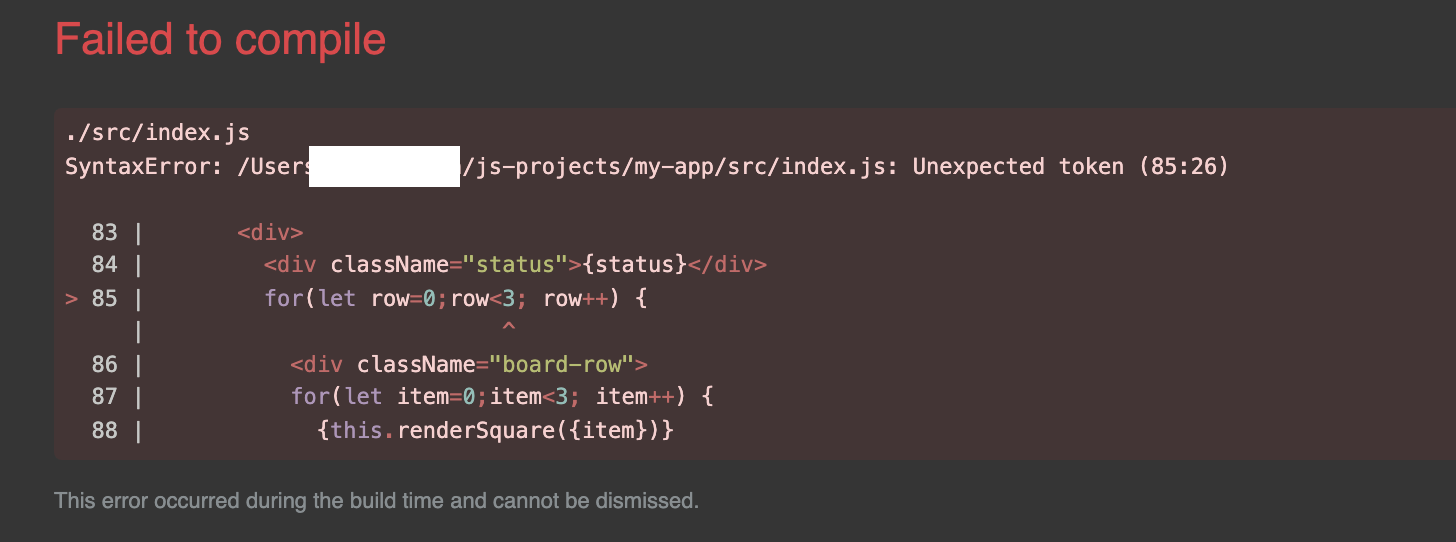 Failed to compile
./src/index.js
SyntaxError: /Users/js-projects/my-app/src/index.js: Unexpected token (85:26)
83 |       <div>
84 |         <div className="status">{status}</div>
> 85 |         for(let row=0;row<3; row++) {
|                           ^
86 |           <div className="board-row">
87 |           for(let item=0;item<3; item++) {
88 |             {this.renderSquare({item})}
This error occurred during the build time and cannot be dismissed.